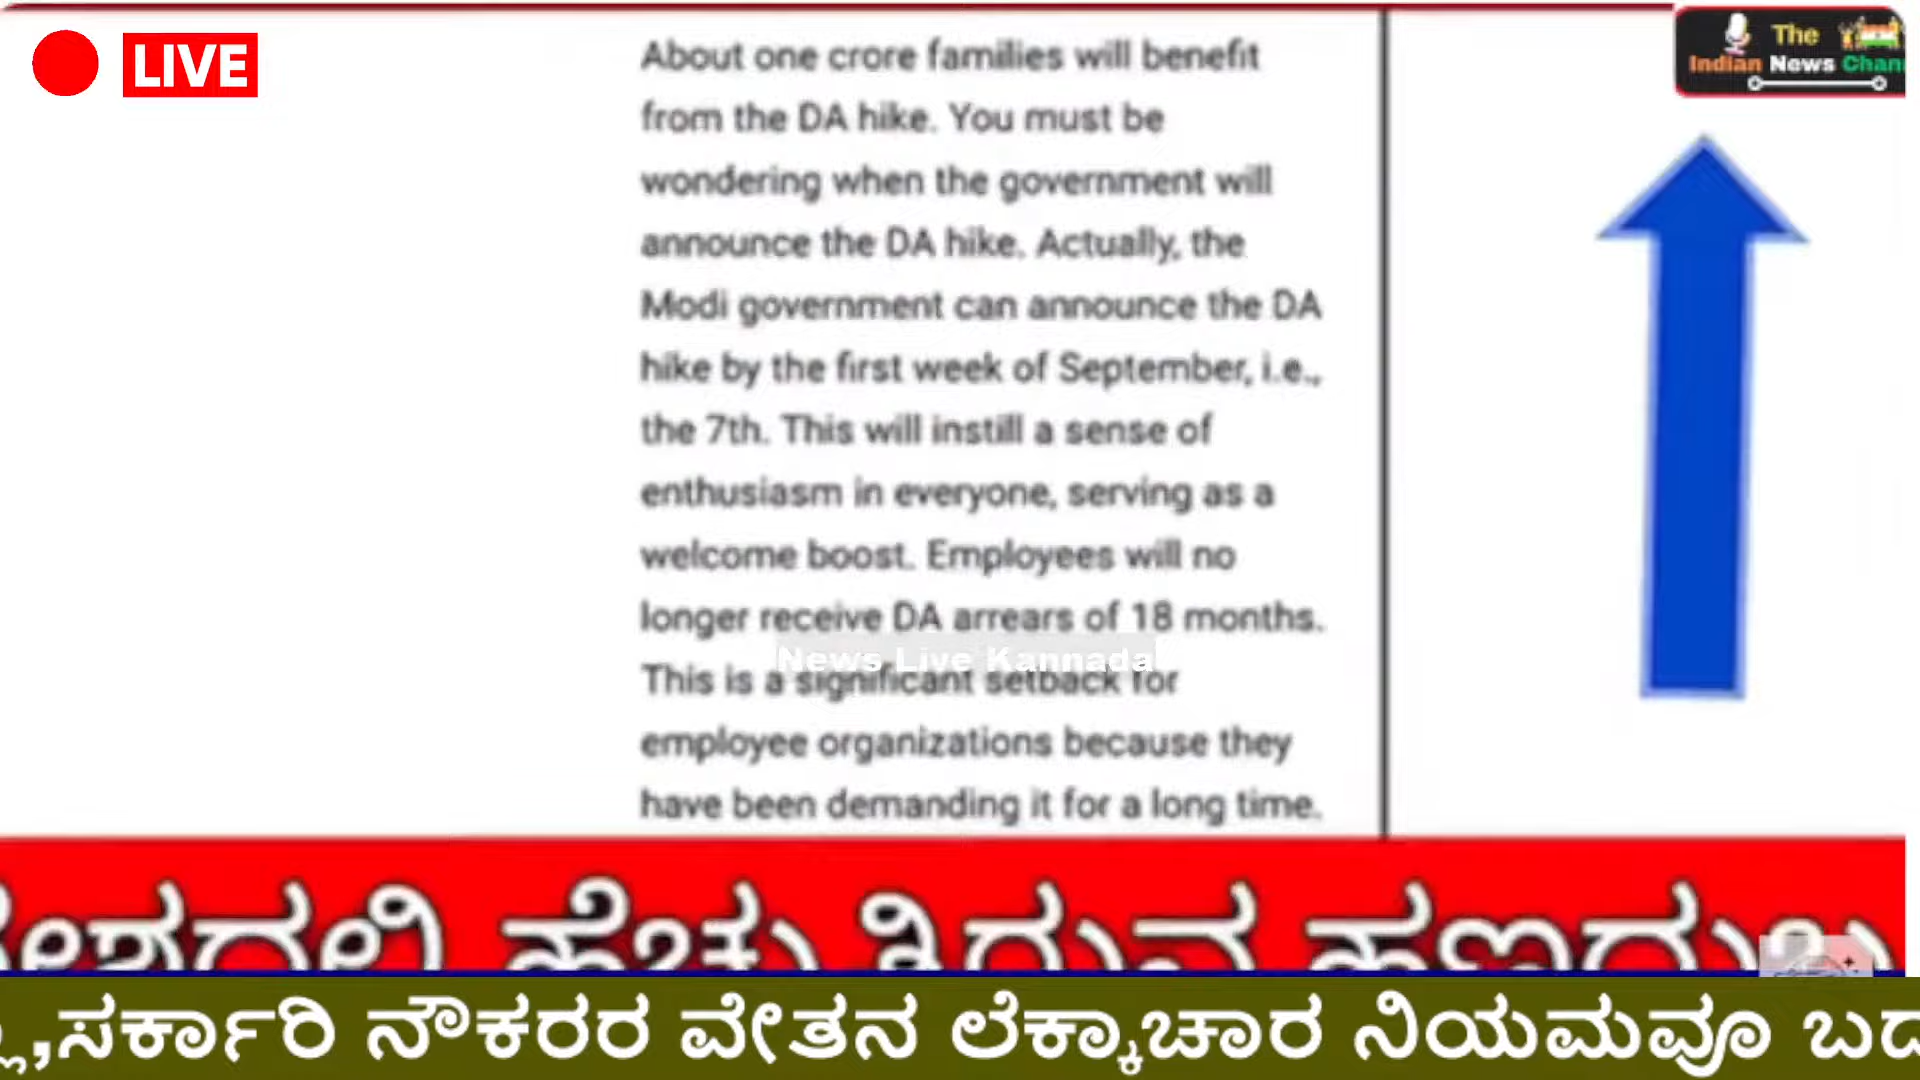 LIVE
The
Indian News Chan
About one crore families will benefit
from the DA hike. You must be
wondering when the government will
announce the DA hike. Actually, the
Modi government can announce the DA
hike by the first week of September, i.e.,
the 7th. This will instill a sense of
enthusiasm in everyone, serving as a
welcome boost. Employees will no
longer receive DA arrears of 18 months.
News Live Kannada
This is a significant setback for
employee organizations because they
have been demanding it for a long time.
ಹೆಚ್ಚುತ್ತಿರುವ ಹಣದುಬ್ಬ
,ಸರ್ಕಾರಿ ನೌಕರರ ವೇತನ ಲೆಕ್ಕಾಚಾರ ನಿಯಮವೂ ಬದ